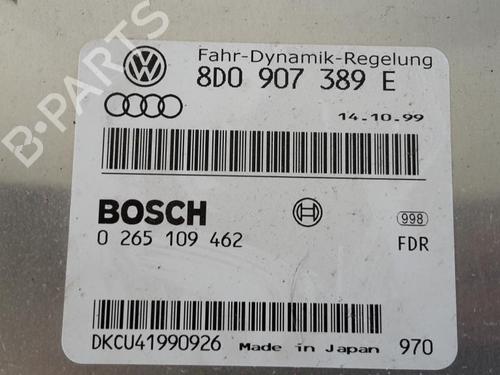 Fahr-Dynamik-Regelung
8D0 907 389 E
14.10.99
BOSCH
0 265 109 462
998
FDR
DKCU41990926 Made in Japan 970
B-PARTS